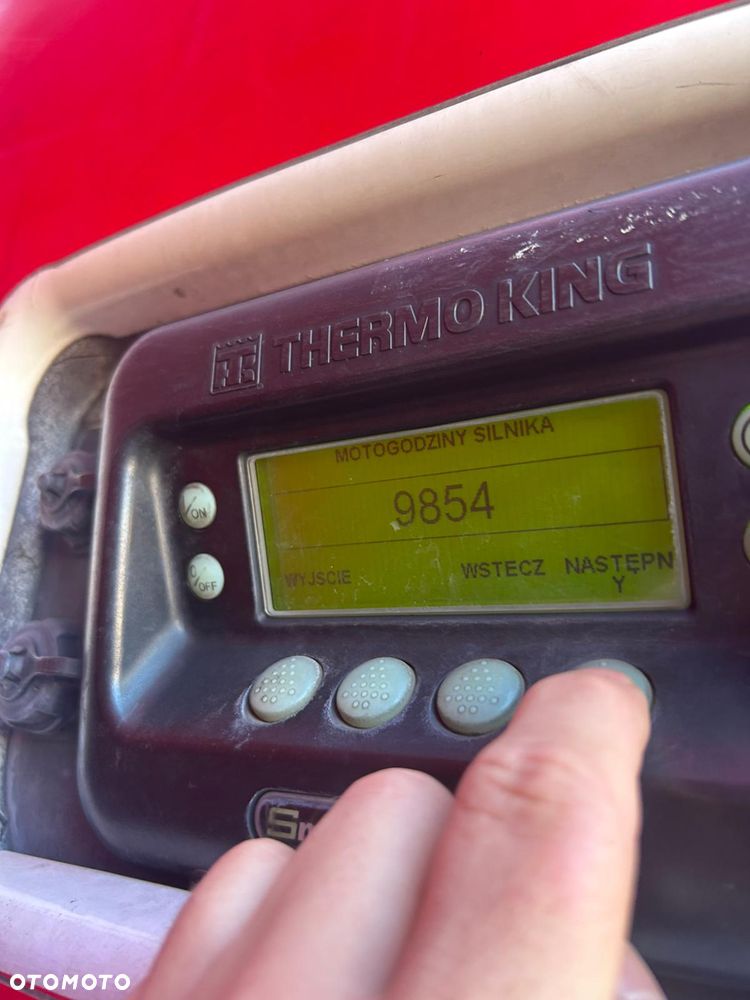 THERMO KING
MOTOGODZINY SILNIKA
9854
WYJSCIE WSTECZ NASTĘPN
Y
ON
OFF
OTOMOTO